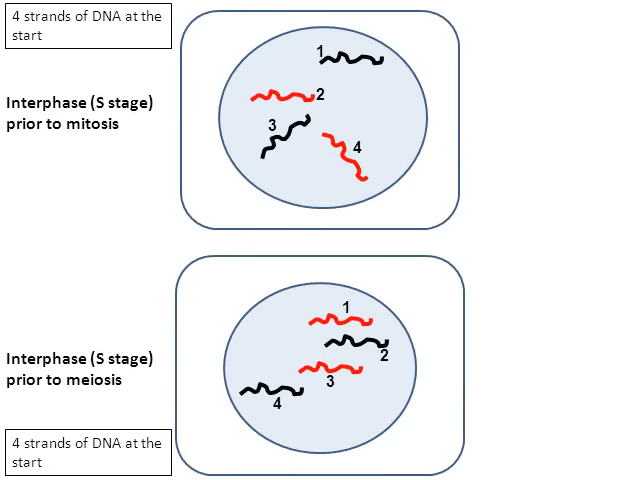 4 strands of DNA at the
start
Interphase (S stage)
prior to mitosis
1
2
3
4
Interphase (S stage)
prior to meiosis
1
2
3
4
4 strands of DNA at the
start